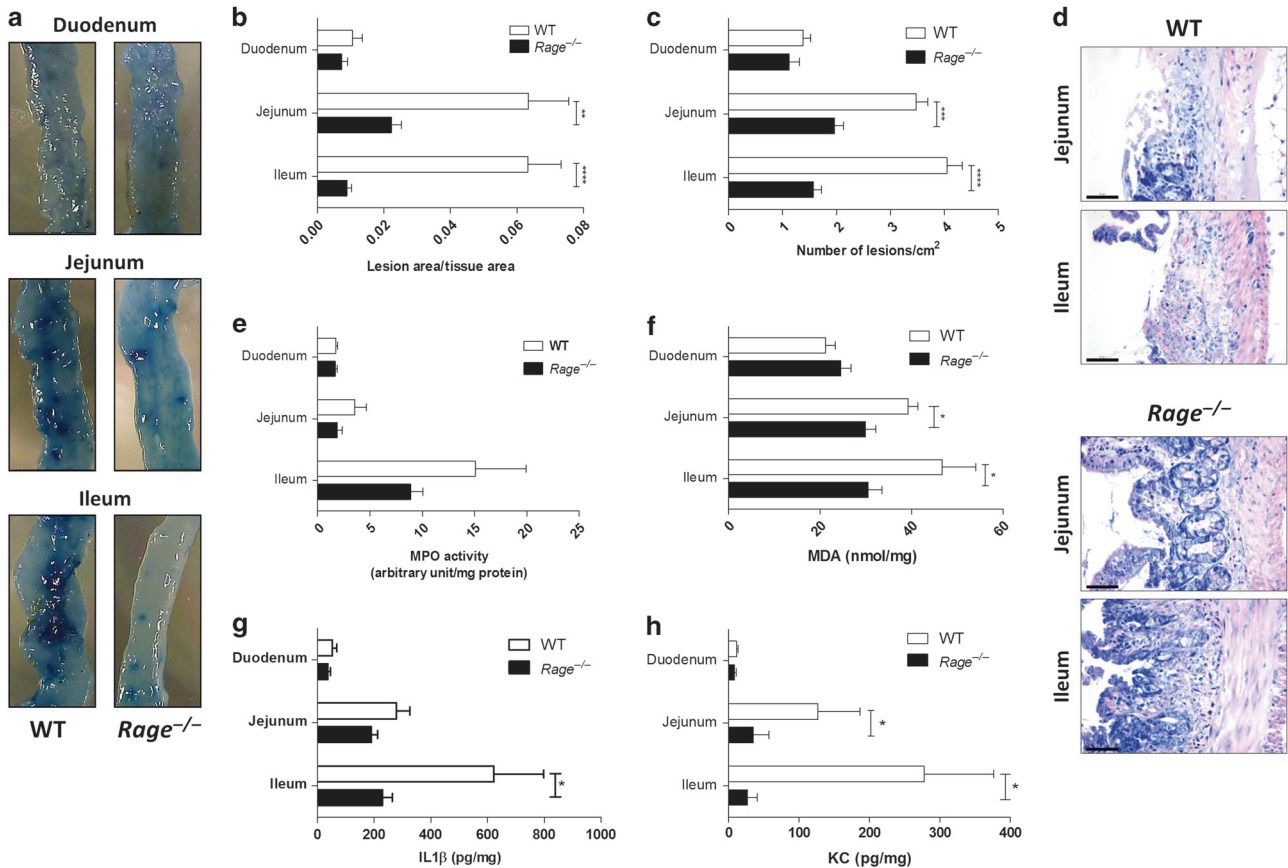 a
Duodenum
Jejunum
Ileum
WT
Rage–/–
b
WT
Rage–/–
Duodenum
Jejunum
**
Ileum
****
0.00
0.02
0.04
0.06
0.08
Lesion area/tissue area
c
WT
Rage–/–
Duodenum
Jejunum
***
Ileum
****
0
1
2
3
4
5
Number of lesions/cm2
d
WT
Jejunum
Ileum
Rage–/–
Jejunum
Ileum
e
WT
Rage–/–
Duodenum
Jejunum
Ileum
0
5
10
15
20
25
MPO activity
(arbitrary unit/mg protein)
f
WT
Rage–/–
Duodenum
Jejunum
*
Ileum
*
0
20
40
60
MDA (nmol/mg)
g
WT
Rage–/–
Duodenum
Jejunum
Ileum
*
0
200
400
600
800
1000
IL1β (pg/mg)
h
WT
Rage–/–
Duodenum
Jejunum
*
Ileum
*
0
100
200
300
400
KC (pg/mg)